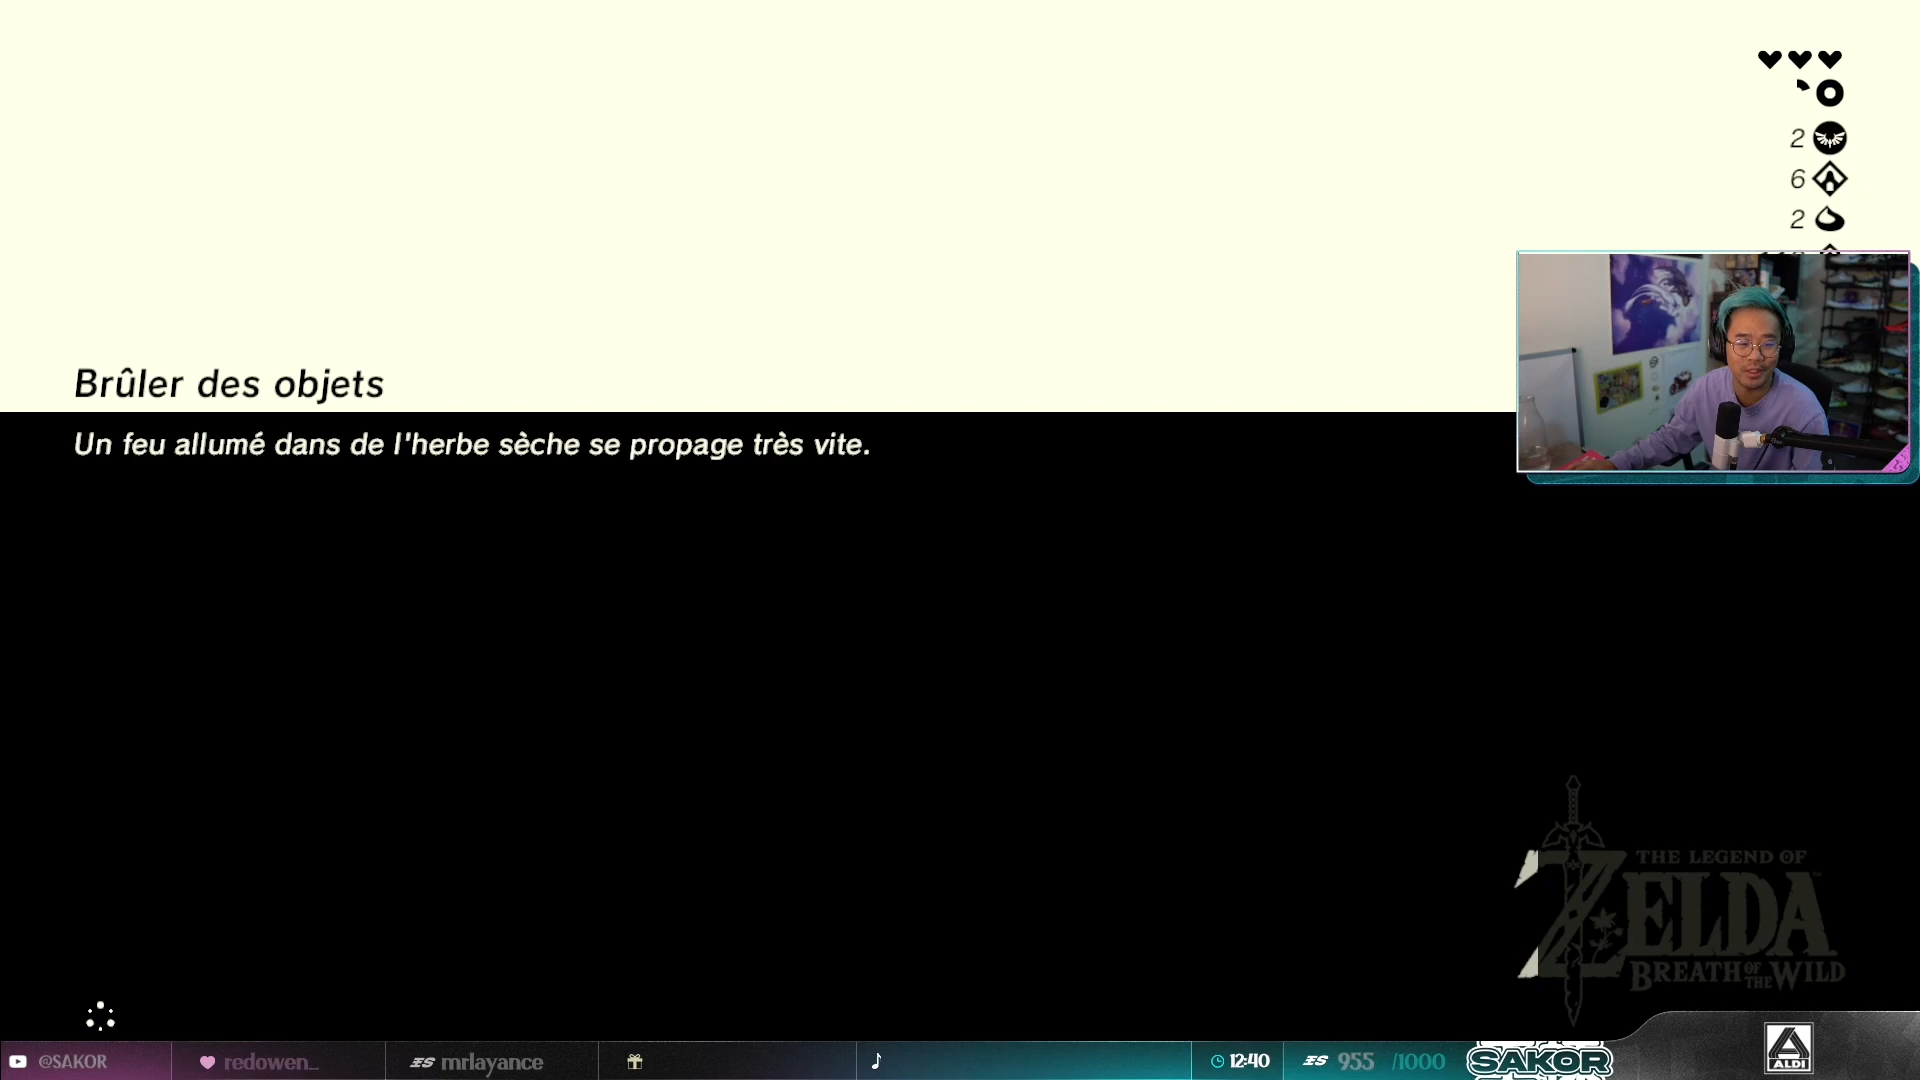 2
6
2
Brûler des objets
Un feu allumé dans de l'herbe sèche se propage très vite.
THE LEGEND OF
ZELDA
BREATH OF THE WILD
@SAKOR
redowen_
mrlayance
12:40
955 /1000
SAKOR
ALDI